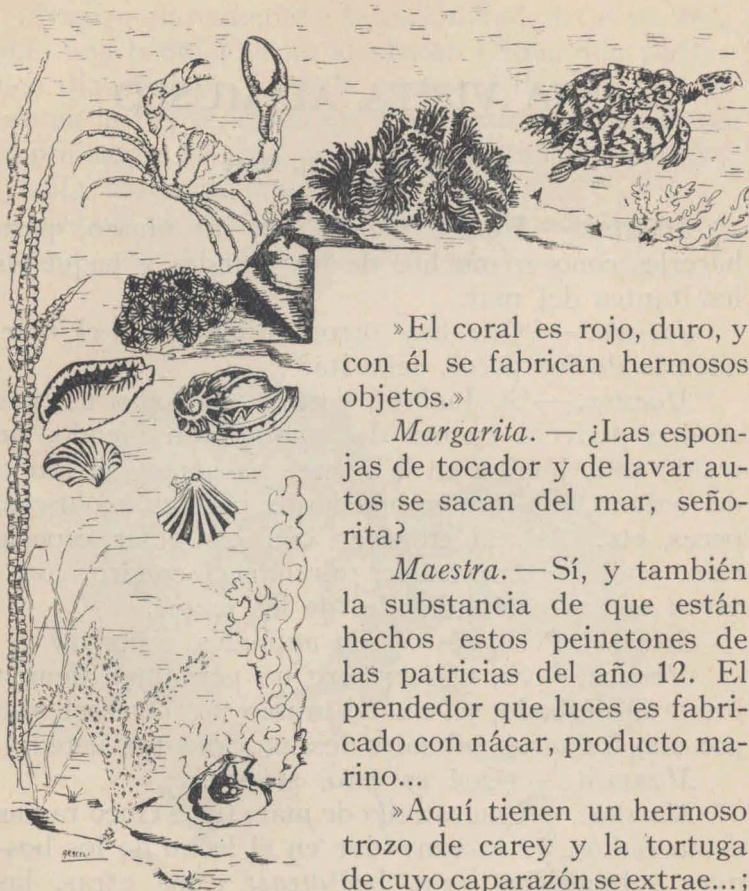 »El coral es rojo, duro, y
con él se fabrican hermosos
objetos.»
Margarita. — ¿Las espon-
jas de tocador y de lavar au-
tos se sacan del mar, seño-
rita?
Maestra. — Sí, y también
la substancia de que están
hechos estos peinetones de
las patricias del año 12. El
prendedor que luces es fabri-
cado con nácar, producto ma-
rino...
»Aquí tienen un hermoso
trozo de carey y la tortuga
de cuyo caparazón se extrae...;